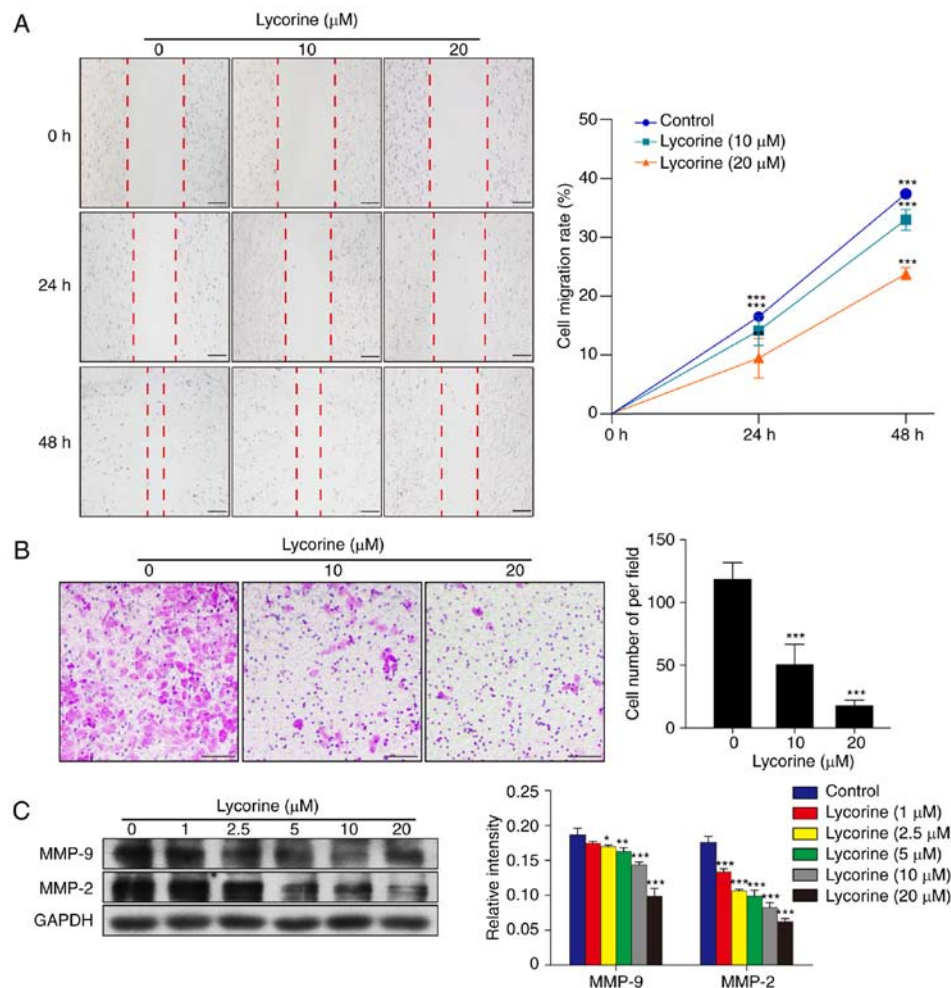 A
Lycorine (μM)
0 10 20
0 h
24 h
48 h
Cell migration rate (%)
50
40
30
20
10
0
0 h 24 h 48 h
Control
Lycorine (10 μM)
Lycorine (20 μM)
***
***
***
***
***
B
Lycorine (μM)
0 10 20
Cell number of per field
150
100
50
0
***
***
0 10 20
Lycorine (μM)
C
Lycorine (μM)
0 1 2.5 5 10 20
MMP-9
MMP-2
GAPDH
Relative intensity
0.25
0.20
0.15
0.10
0.05
0
* ** *** ***
*** *** *** *** ***
MMP-9 MMP-2
Control
Lycorine (1 μM)
Lycorine (2.5 μM
Lycorine (5 μM)
Lycorine (10 μM)
Lycorine (20 μM)